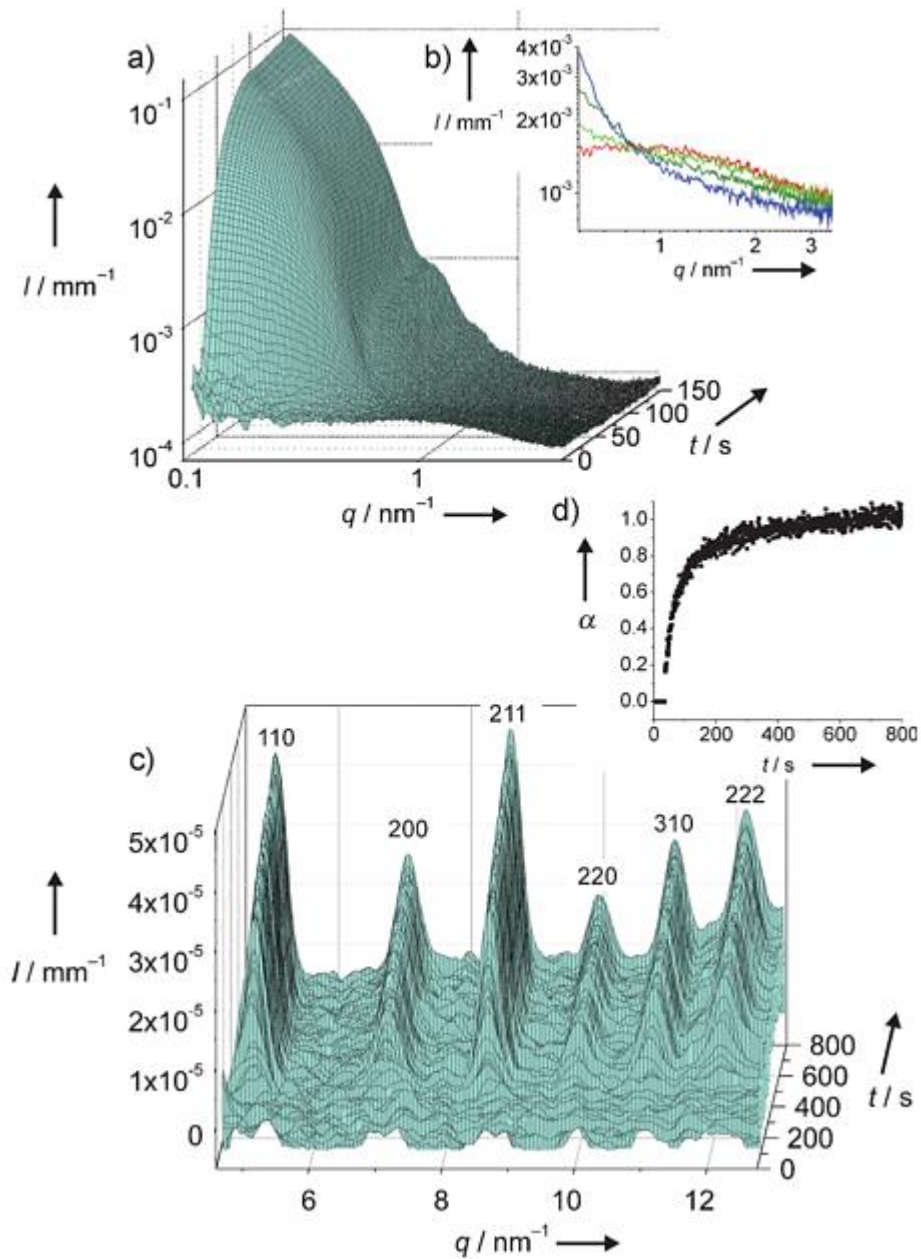 a)
I / mm⁻¹
10⁻¹
10⁻²
10⁻³
10⁻⁴
0.1
1
q / nm⁻¹
0
50
100
150
t / s
b)
I / mm⁻¹
4x10⁻³
3x10⁻³
2x10⁻³
10⁻³
1
2
3
q / nm⁻¹
d)
α
1.0
0.8
0.6
0.4
0.2
0.0
0
200
400
600
800
t / s
c)
I / mm⁻¹
5x10⁻⁵
4x10⁻⁵
3x10⁻⁵
2x10⁻⁵
1x10⁻⁵
0
110
200
211
220
310
222
6
8
10
12
q / nm⁻¹
800
600
400
200
0
t / s